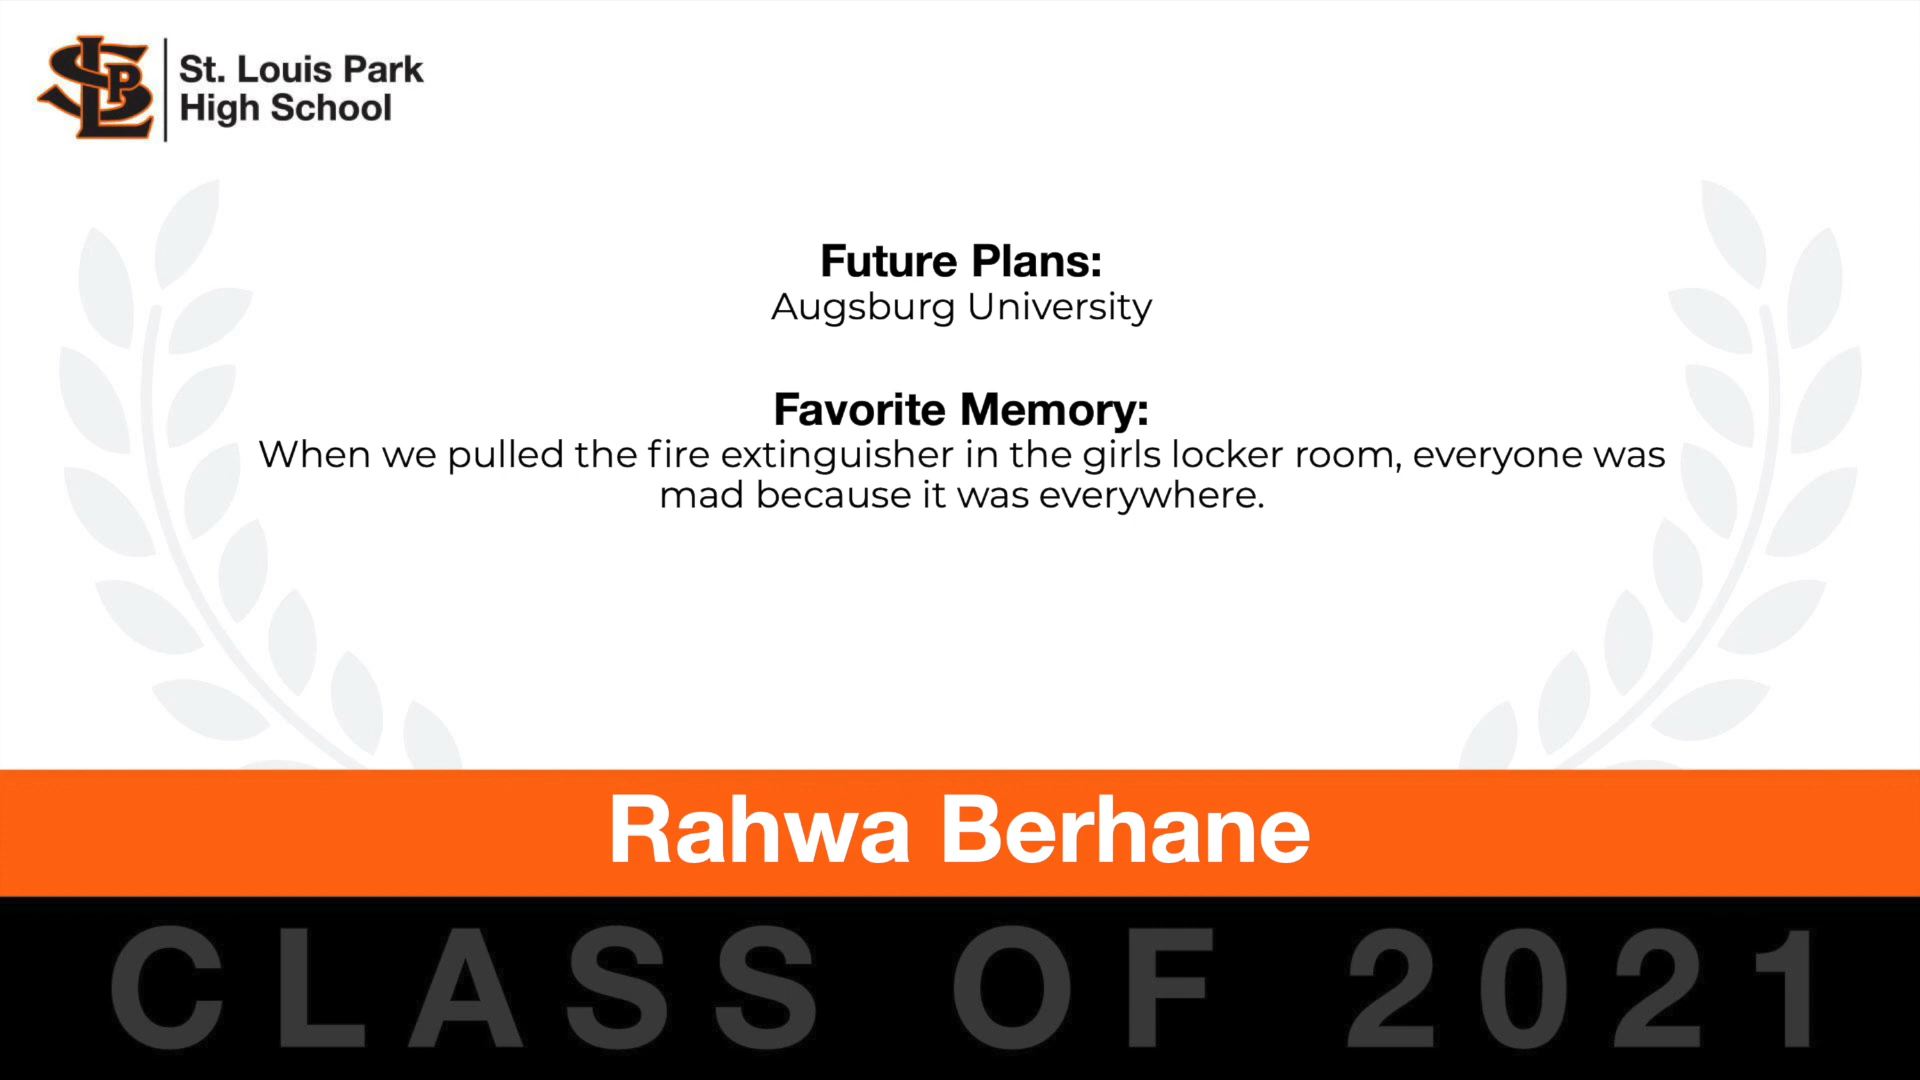 SLP
St. Louis Park
High School
Future Plans:
Augsburg University
Favorite Memory:
When we pulled the fire extinguisher in the girls locker room, everyone was
mad because it was everywhere.
Rahwa Berhane
CLASS OF 2021